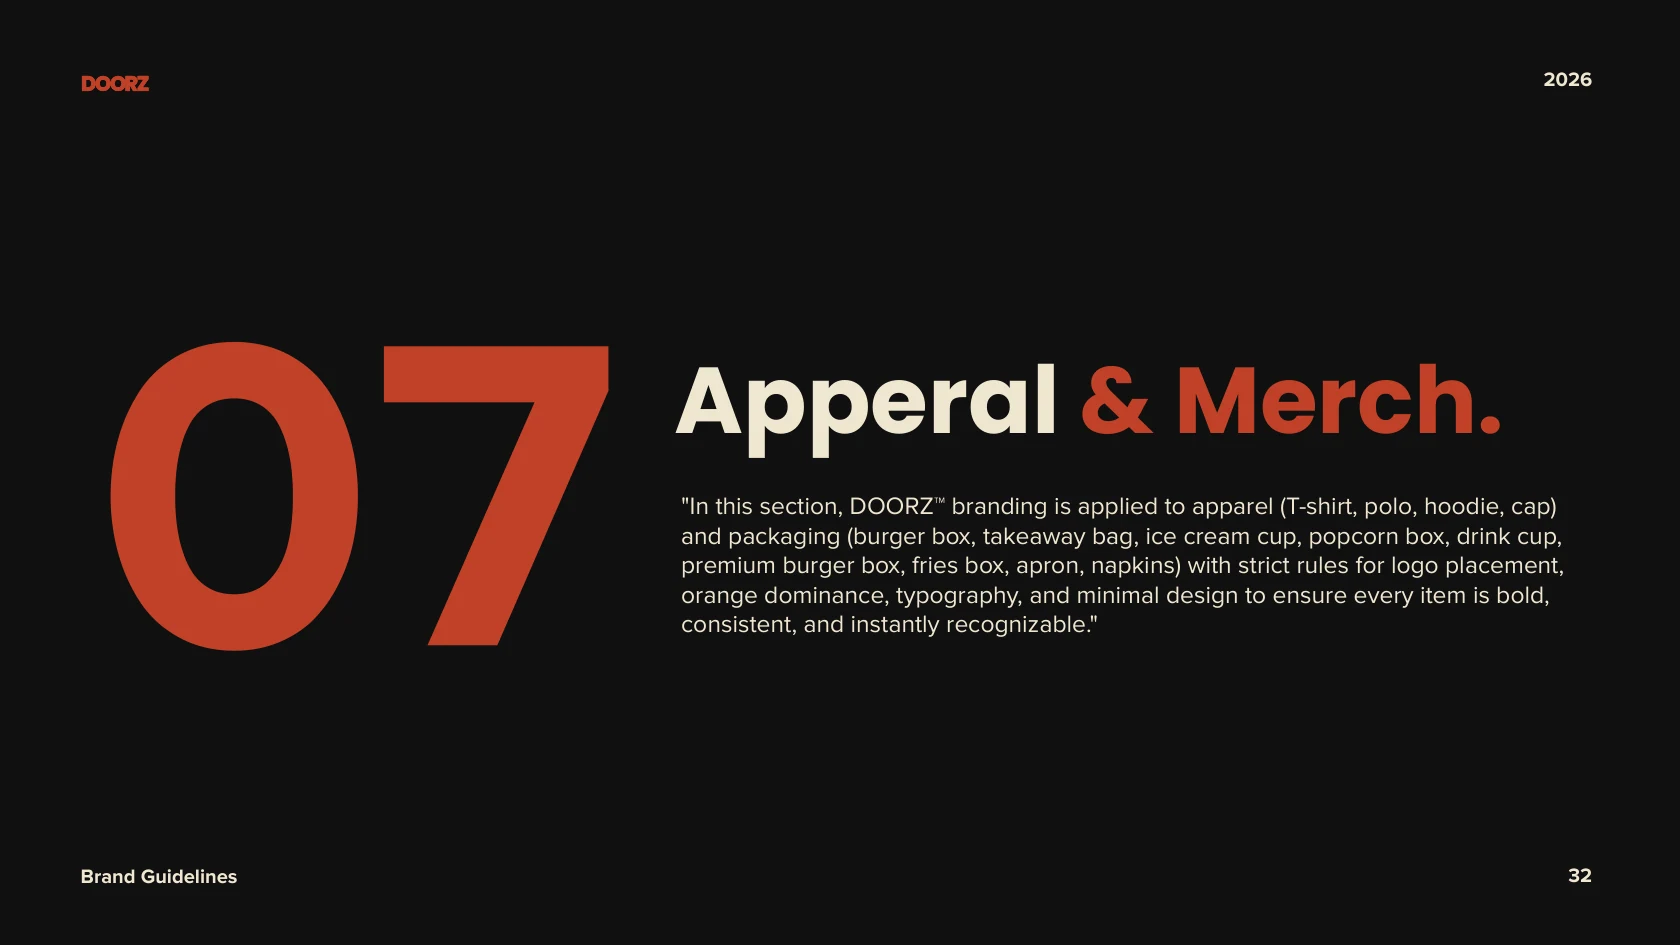 DOORZ
2026
07
Apperal & Merch.
"In this section, DOORZ™ branding is applied to apparel (T-shirt, polo, hoodie, cap)
and packaging (burger box, takeaway bag, ice cream cup, popcorn box, drink cup,
premium burger box, fries box, apron, napkins) with strict rules for logo placement,
orange dominance, typography, and minimal design to ensure every item is bold,
consistent, and instantly recognizable."
Brand Guidelines
32